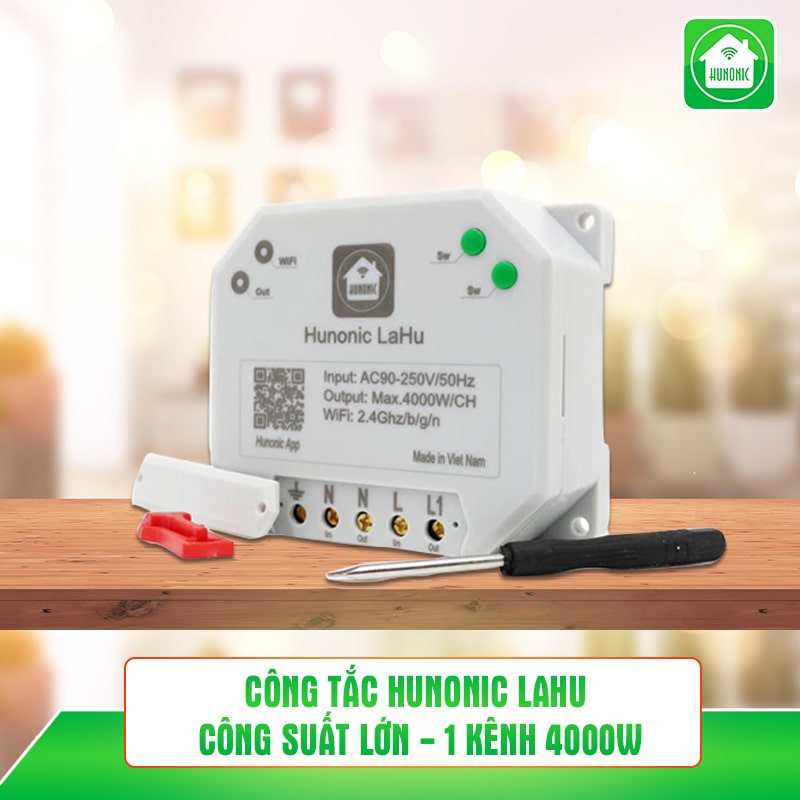 HUNONIC
WiFi
Out
HUNONIC
Sw
Sw
Hunonic LaHu
Input: AC90-250V/50Hz
Output: Max.4000W/CH
WiFi: 2.4Ghz/b/g/n
Hunonic App
Made in Viet Nam
N N L L1
Im Out Im Out
CÔNG TẮC HUNONIC LAHU
CÔNG SUẤT LỚN - 1 KÊNH 4000W